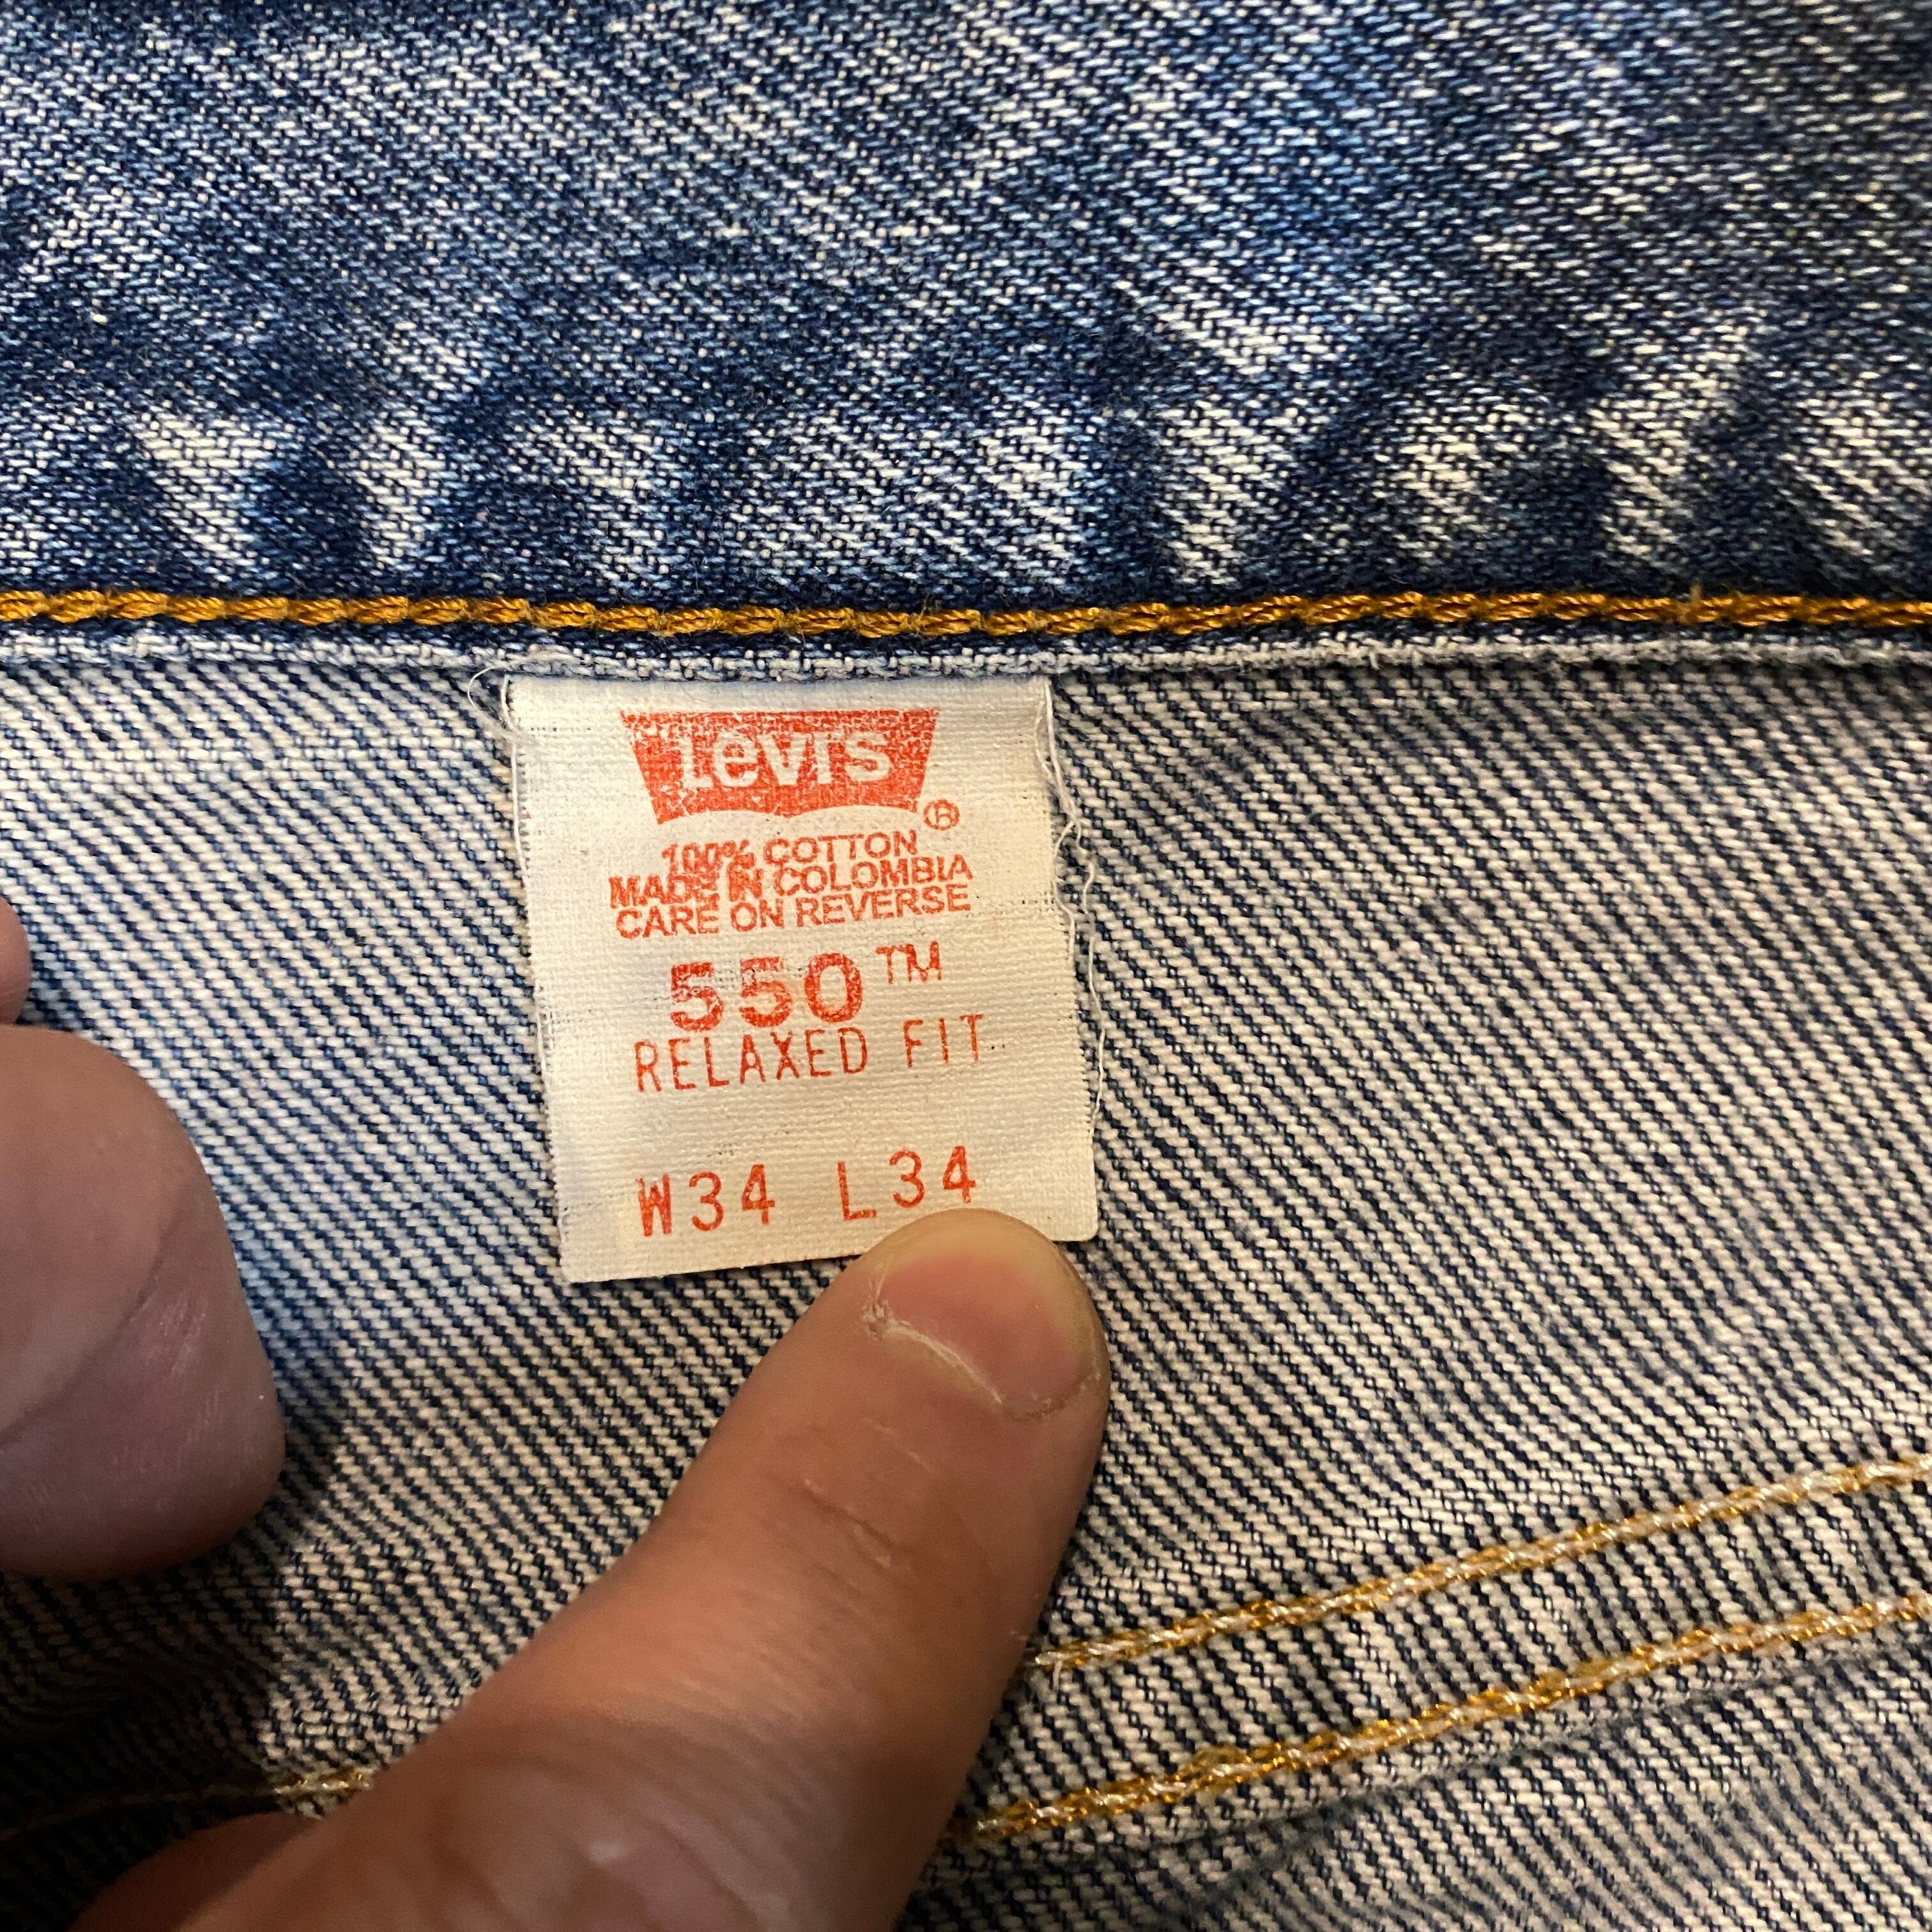 Levi's
®
100% COTTON
MADE IN COLOMBIA
CARE ON REVERSE
550™
RELAXED FIT
W34 L34